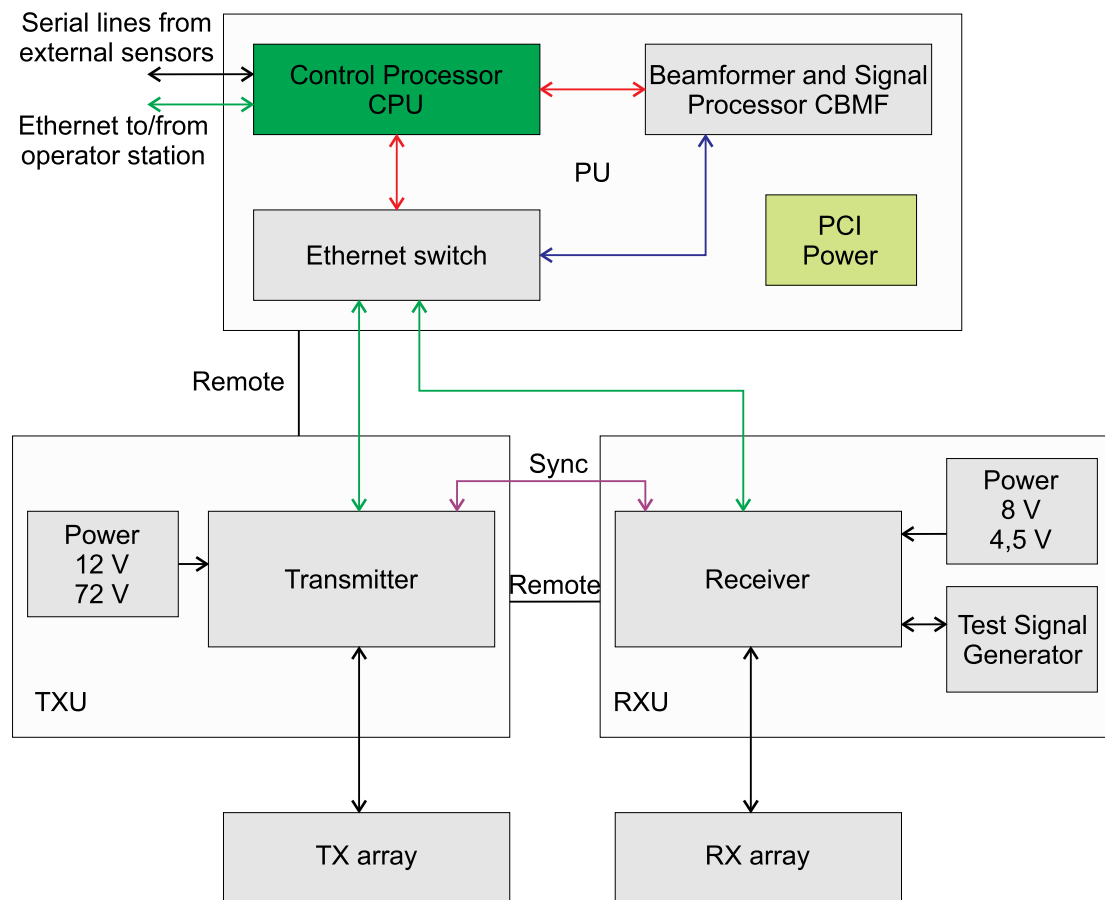 Serial lines from
external sensors
Ethernet to/from
operator station
Control Processor
CPU
Beamformer and Signal
Processor CBMF
PU
Ethernet switch
PCI
Power
Remote
Sync
Power
12 V
72 V
Transmitter
TXU
Remote
Receiver
Power
8 V
4,5 V
Test Signal
Generator
RXU
TX array
RX array